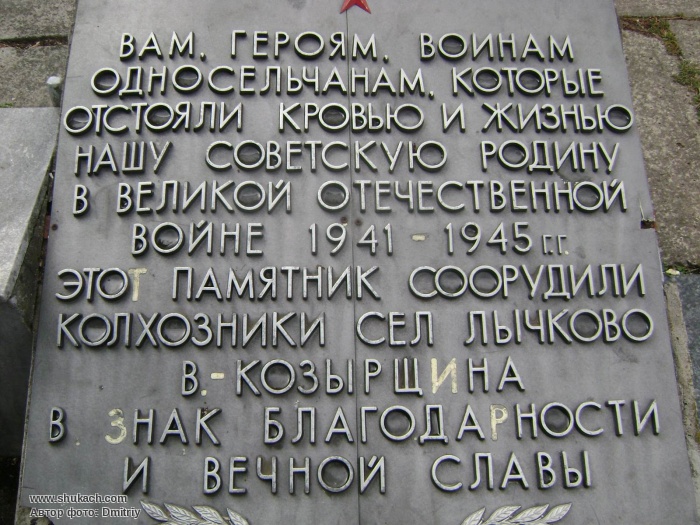 ВАМ, ГЕРОЯМ, ВОИНАМ
ОДНОСЕЛЬЧАНАМ, КОТОРЫЕ
ОТСТОЯЛИ КРОВЬЮ И ЖИЗНЬЮ
НАШУ СОВЕТСКУЮ РОДИНУ
В ВЕЛИКОЙ ОТЕЧЕСТВЕННОЙ
ВОЙНЕ 1941 - 1945 г.г.
ЭТОТ ПАМЯТНИК СООРУДИЛИ
КОЛХОЗНИКИ СЕЛ ЛЫЧКОВО
В.-КОЗЫРЩИНА
В ЗНАК БЛАГОДАРНОСТИ
И ВЕЧНОЙ СЛАВЫ
www.shukach.com
Автор фото: Dmitriy